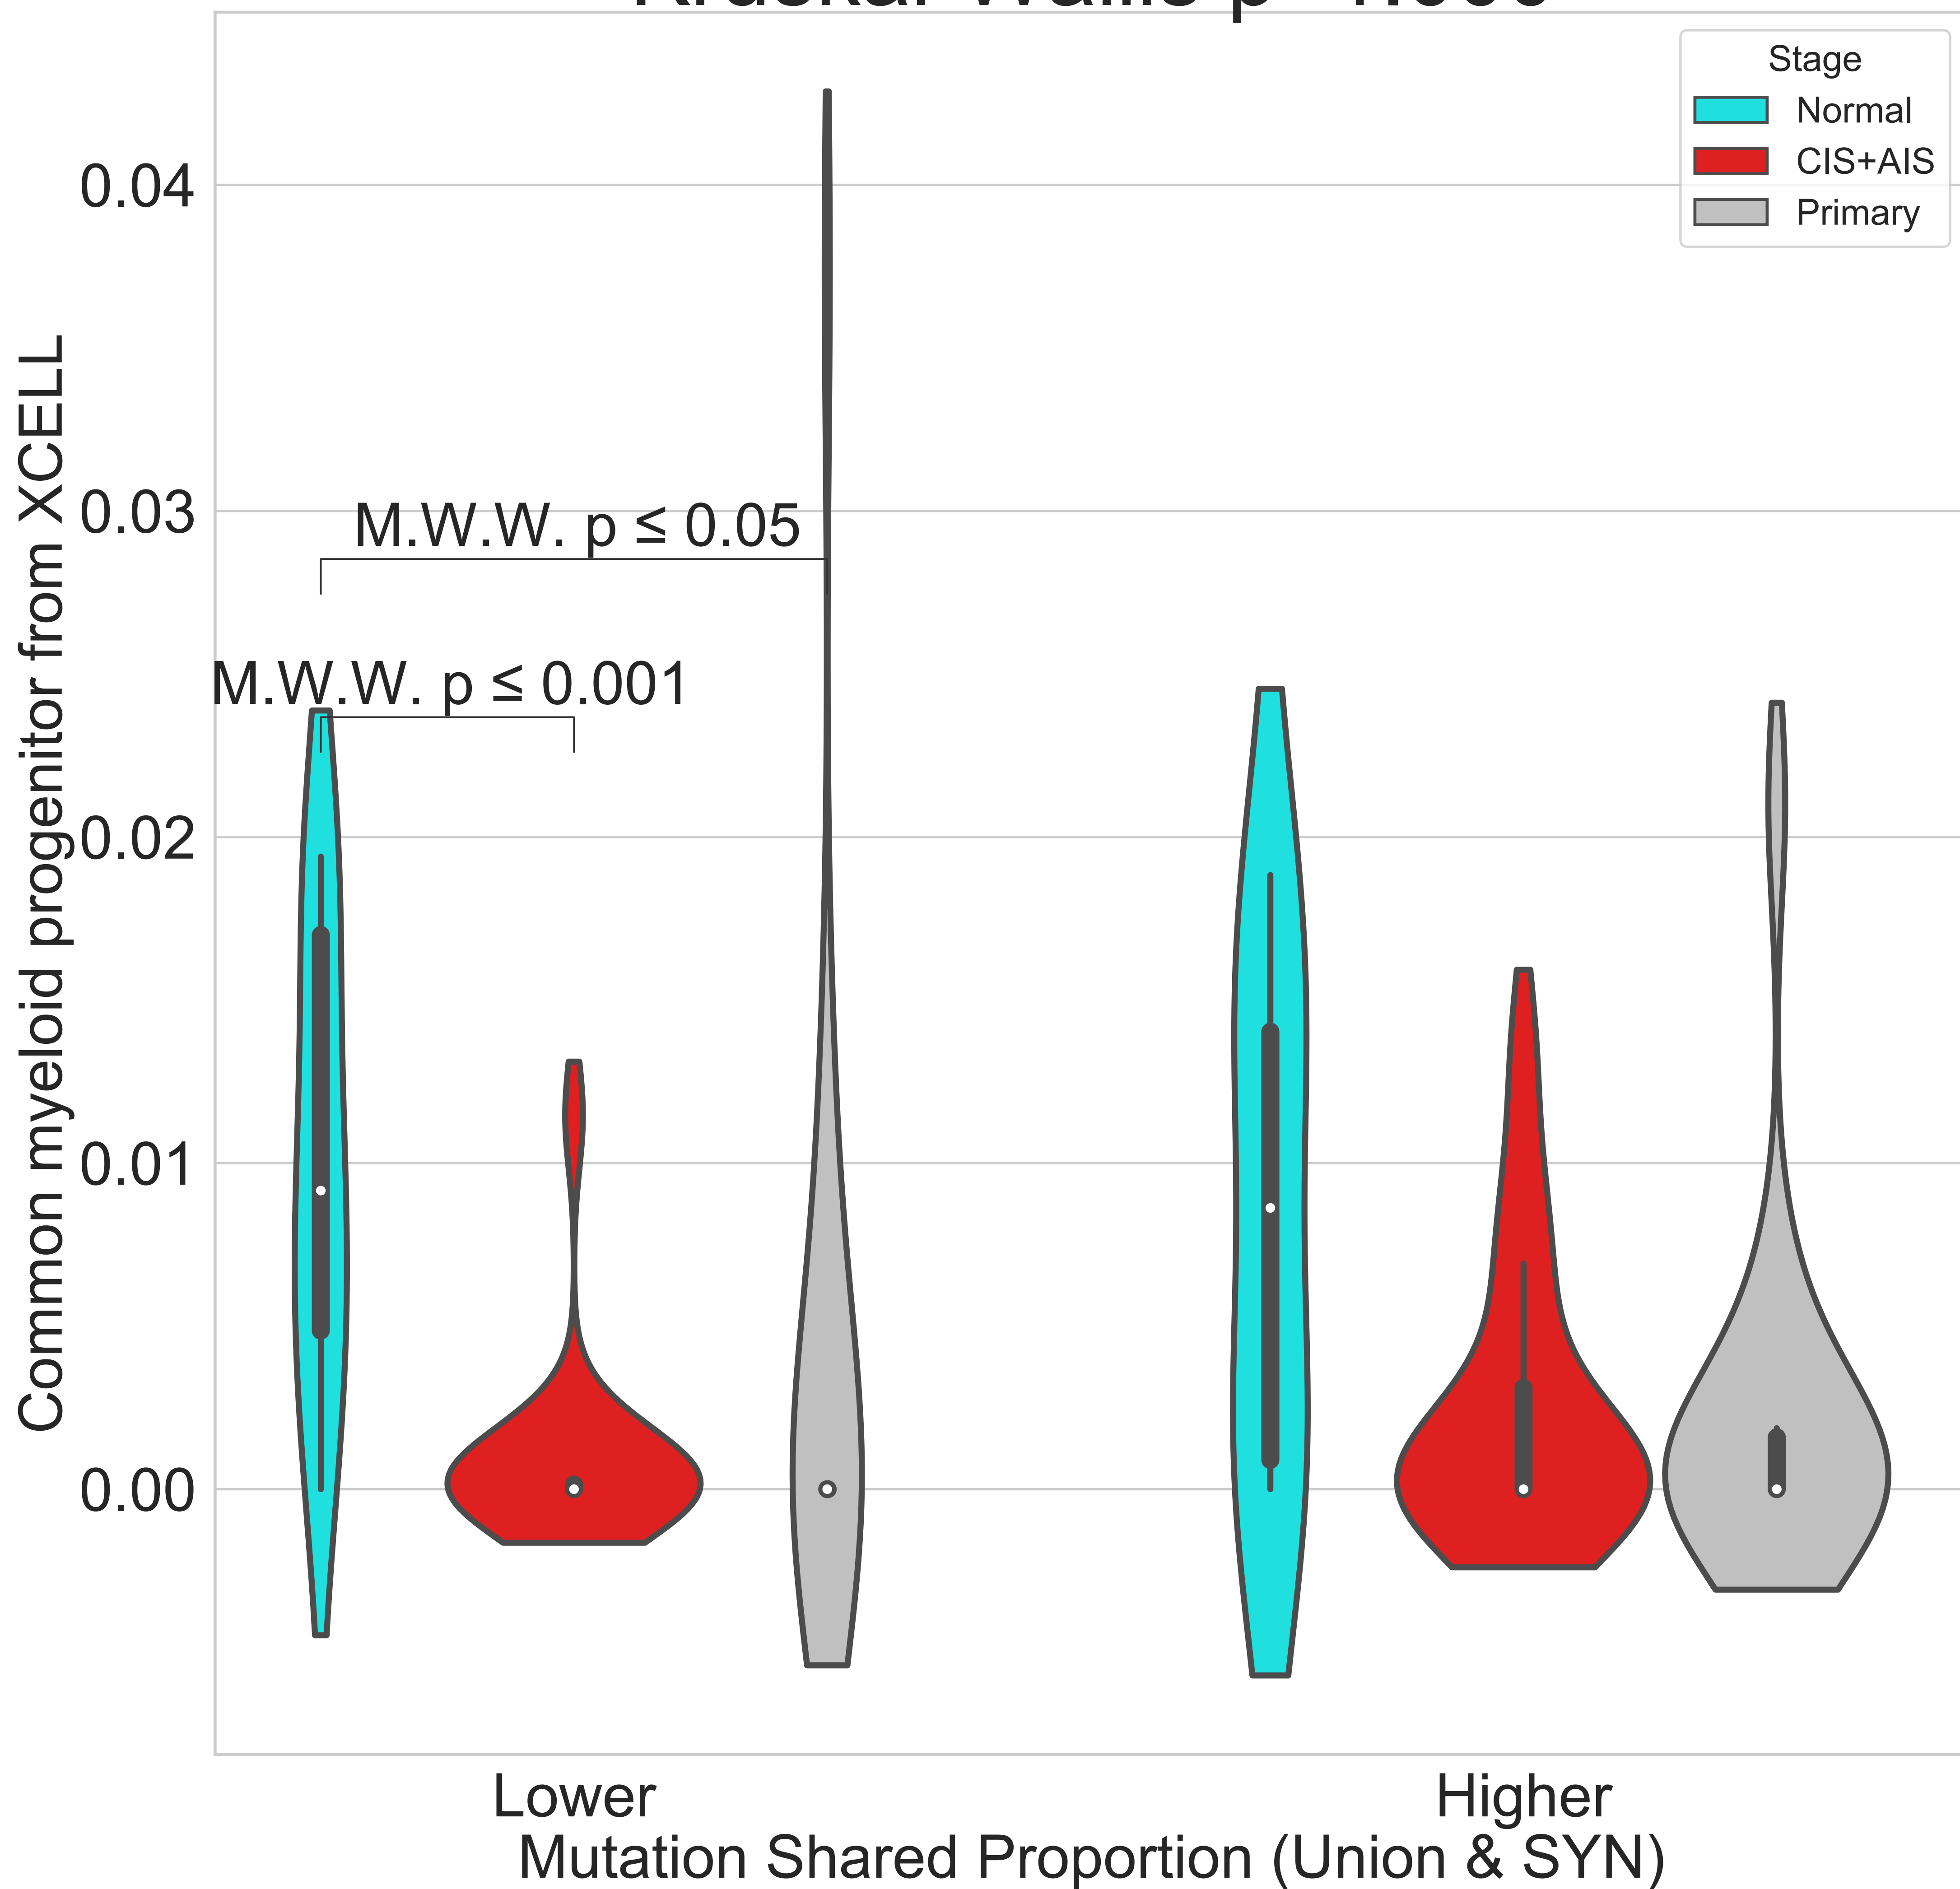 Stage
Normal
CIS+AIS
Primary
0.04
0.03
0.02
0.01
0.00
Common myeloid progenitor from XCELL
M.W.W. p ≤ 0.05
M.W.W. p ≤ 0.001
Lower
Higher
Mutation Shared Proportion (Union & SYN)